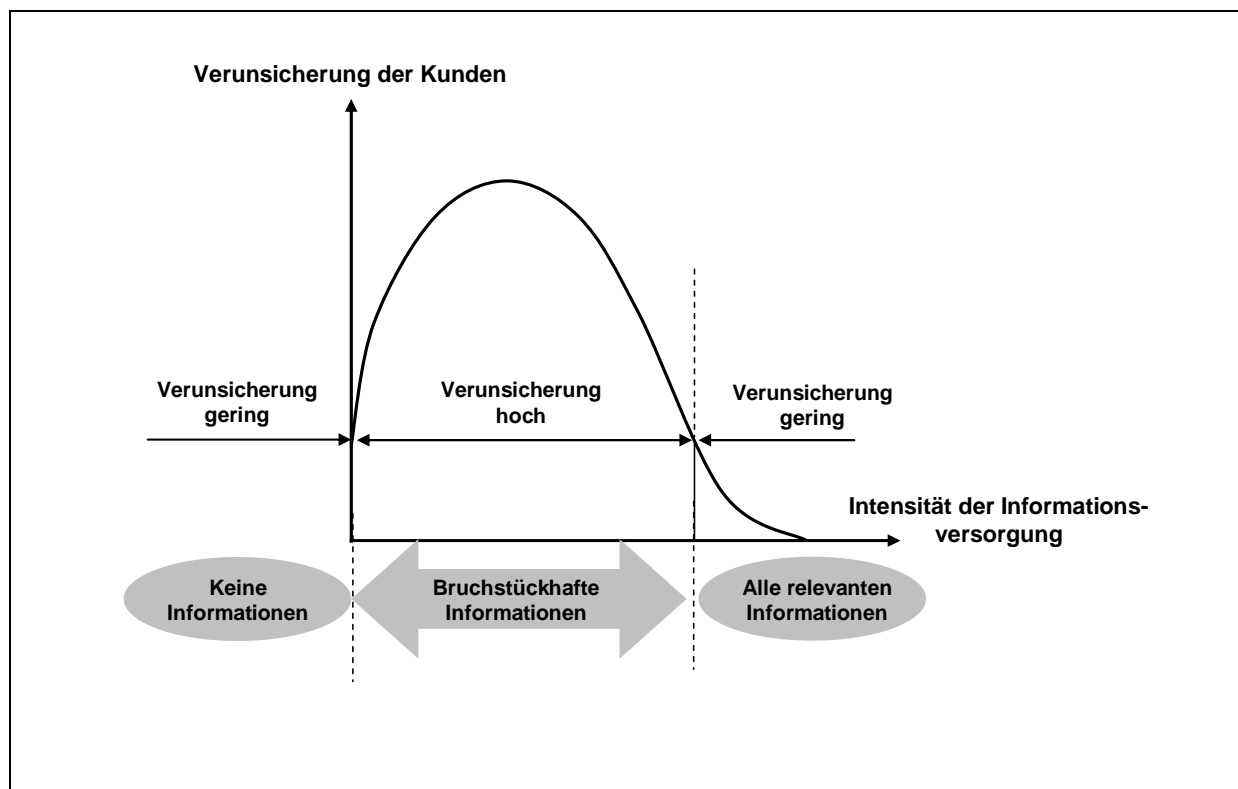 Verunsicherung der Kunden
Verunsicherung
gering
Verunsicherung
hoch
Verunsicherung
gering
Intensität der Informations-
versorgung
Keine
Informationen
Bruchstückhafte
Informationen
Alle relevanten
Informationen